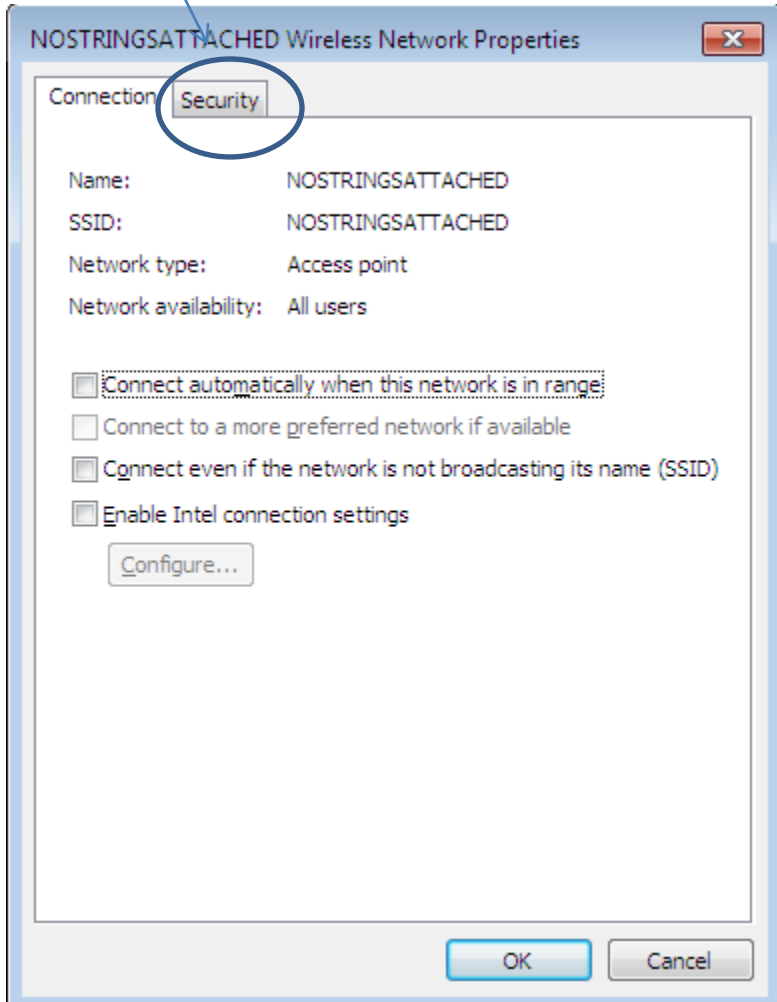 NOSTRINGSATTACHED Wireless Network Properties
Connection Security
Name: NOSTRINGSATTACHED
SSID: NOSTRINGSATTACHED
Network type: Access point
Network availability: All users
Connect automatically when this network is in range
Connect to a more preferred network if available
Connect even if the network is not broadcasting its name (SSID)
Enable Intel connection settings
Configure...
OK Cancel